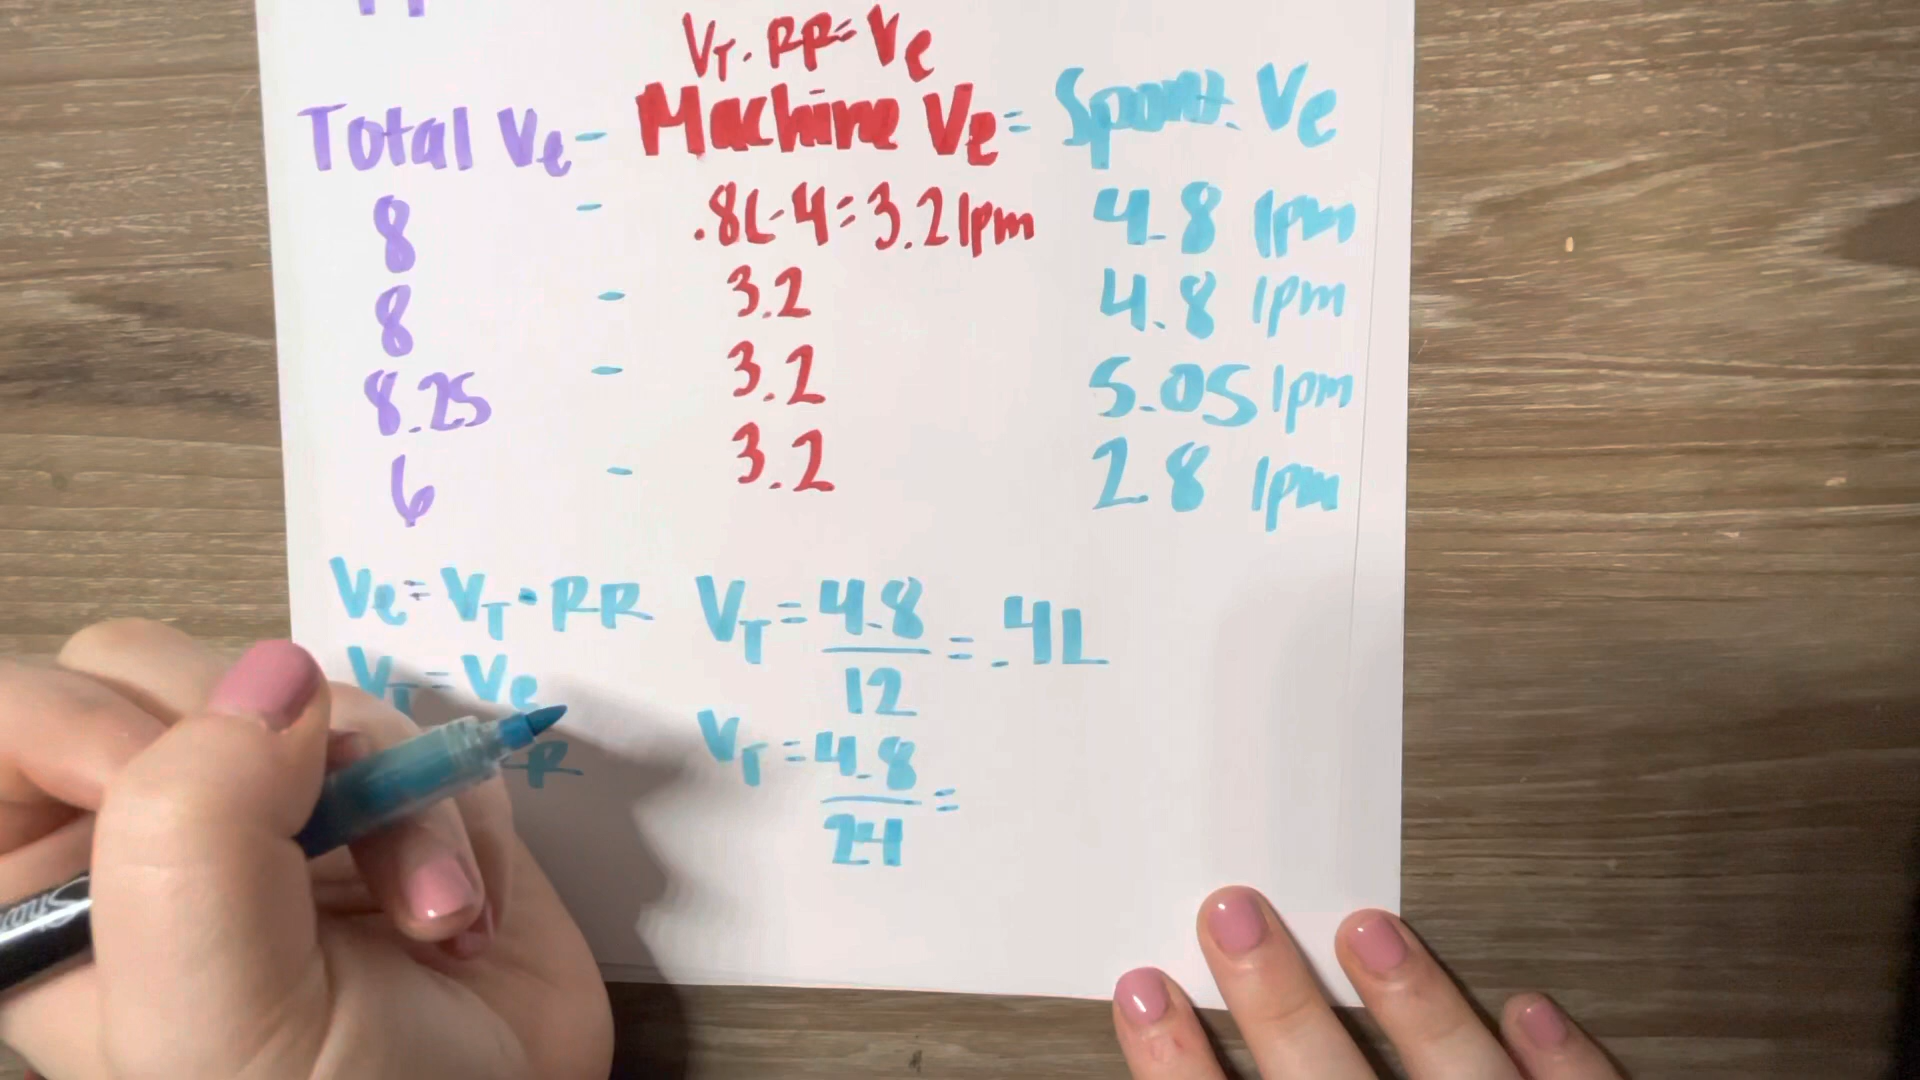 VT · RR = Ve
Total Ve - Machine Ve = Spont. Ve
8 - .8L · 4 = 3.2 lpm 4.8 lpm
8 - 3.2 4.8 lpm
8.25 - 3.2 5.05 lpm
6 - 3.2 2.8 lpm
Ve = VT · RR
VT = Ve
R
VT = 4.8
12
= .4L
VT = 4.8
24
=